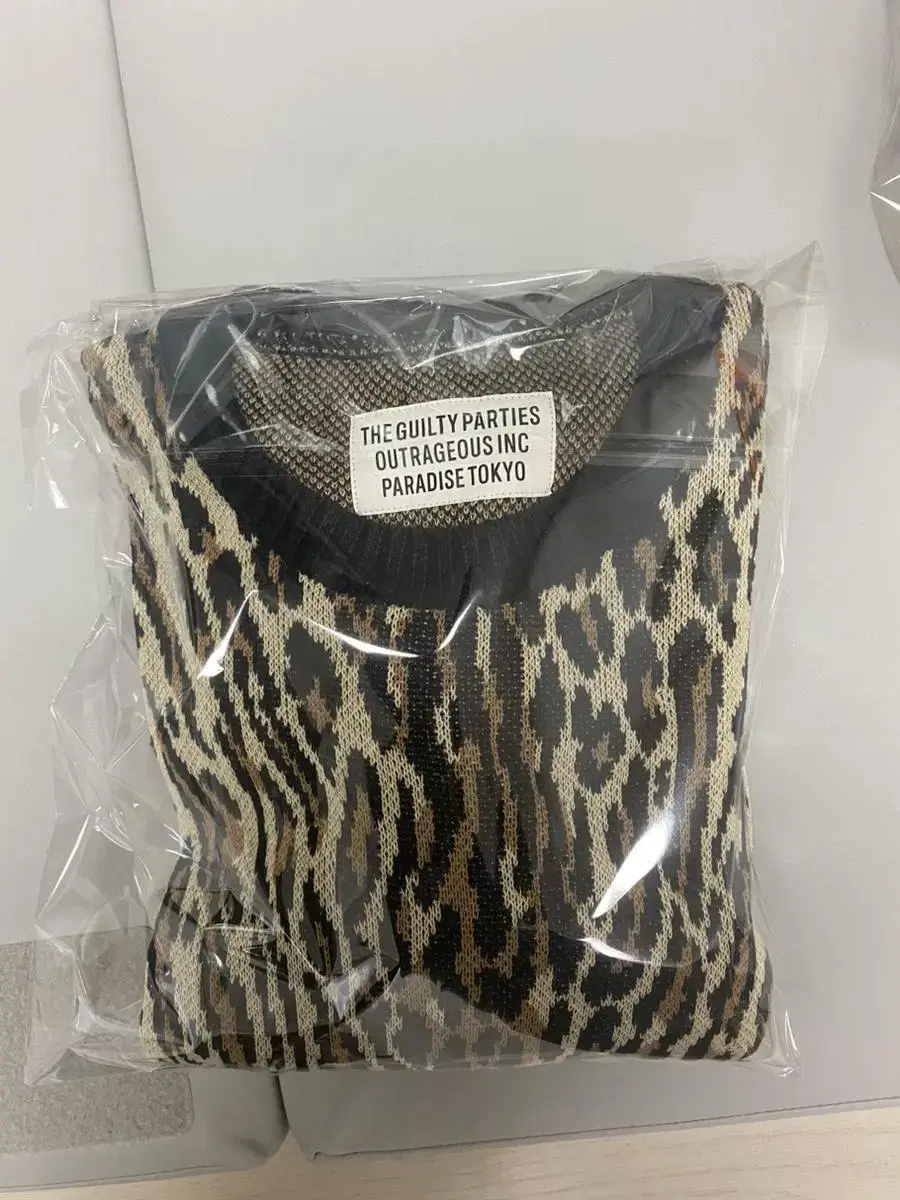 THE GUILTY PARTIES
OUTRAGEOUS INC
PARADISE TOKYO